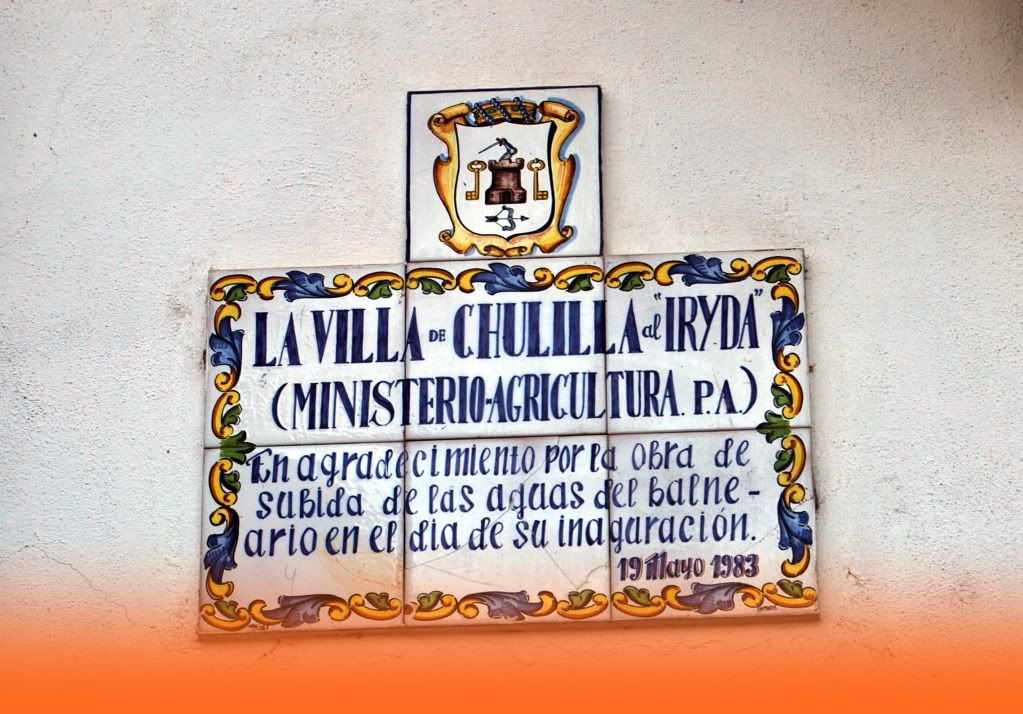 LA VILLA DE CHULILLA al "IRYDA"
(MINISTERIO-AGRICULTURA. P.A.)
En agradecimiento por la obra de
subida de las aguas del balne-
ario en el dia de su inaguración.
19 Mayo 1983